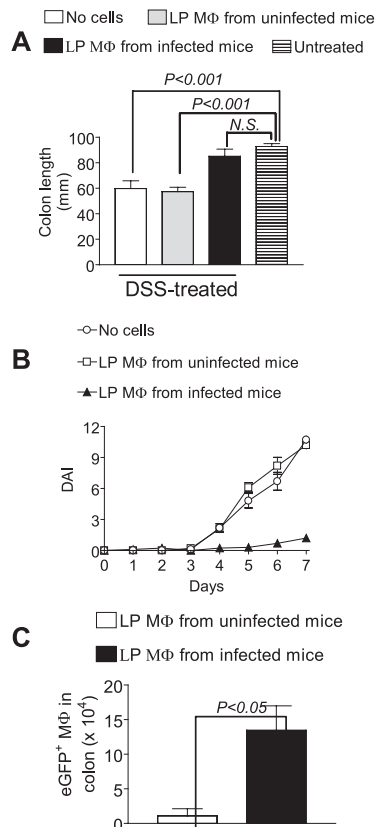 No cells LP MΦ from uninfected mice
A LP MΦ from infected mice Untreated
P<0.001
P<0.001
N.S.
Colon length
(mm)
100
80
60
40
20
0
DSS-treated
No cells
LP MΦ from uninfected mice
B
LP MΦ from infected mice
DAI
12
9
6
3
0
0 1 2 3 4 5 6 7
Days
LP MΦ from uninfected mice
C
LP MΦ from infected mice
eGFP⁺ MΦ in
colon (x 10⁴)
20
15
10
5
0
P<0.05